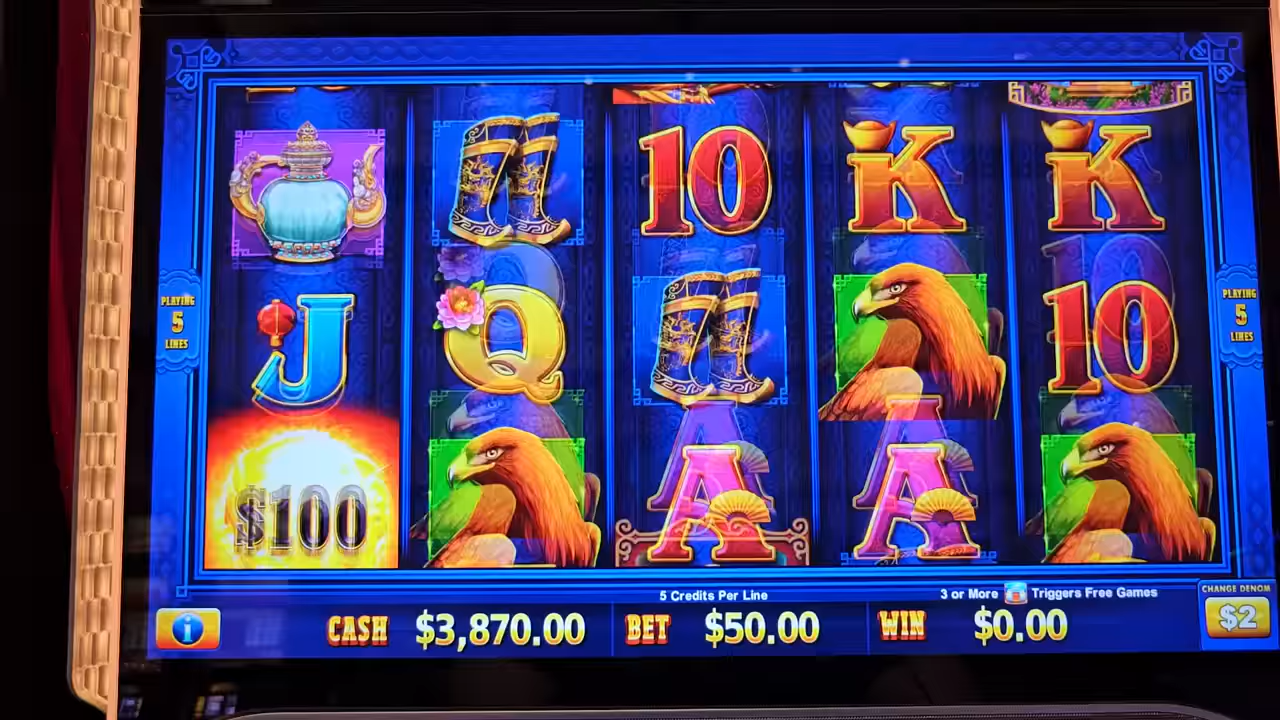 10 K K
J Q 10
$100 A A
PLAYING
5
LINES
PLAYING
5
LINES
5 Credits Per Line
3 or More Triggers Free Games
CASH $3,870.00 BET $50.00 WIN $0.00
CHANGE DENOM
$2